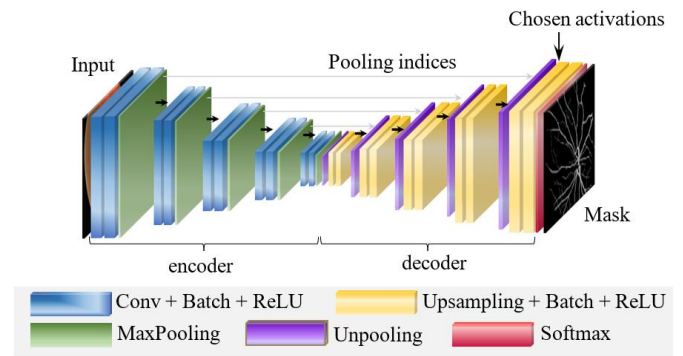 Chosen activations
Input
Pooling indices
Mask
encoder
decoder
Conv + Batch + ReLU
Upsampling + Batch + ReLU
MaxPooling
Unpooling
Softmax